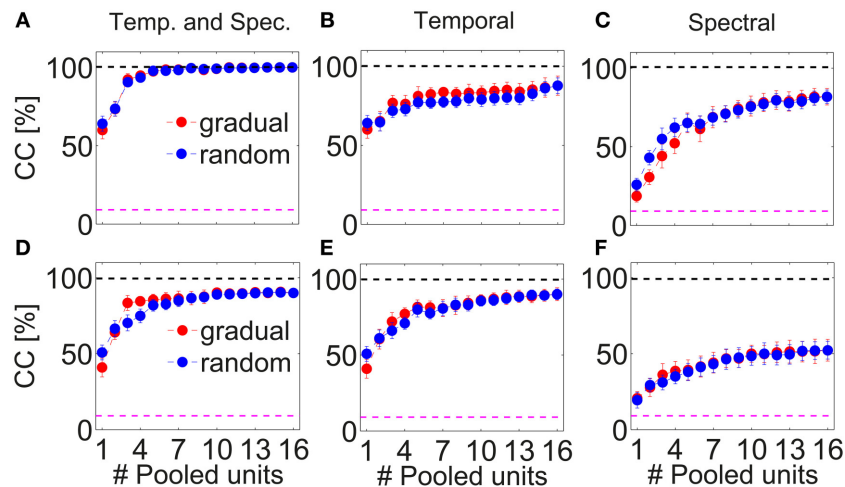 A Temp. and Spec. B Temporal C Spectral
CC [%]
100
50
0
gradual
random
100
50
0
100
50
0
D E F
CC [%]
100
50
0
gradual
random
1 4 7 10 13 16
# Pooled units
100
50
0
1 4 7 10 13 16
# Pooled units
100
50
0
1 4 7 10 13 16
# Pooled units